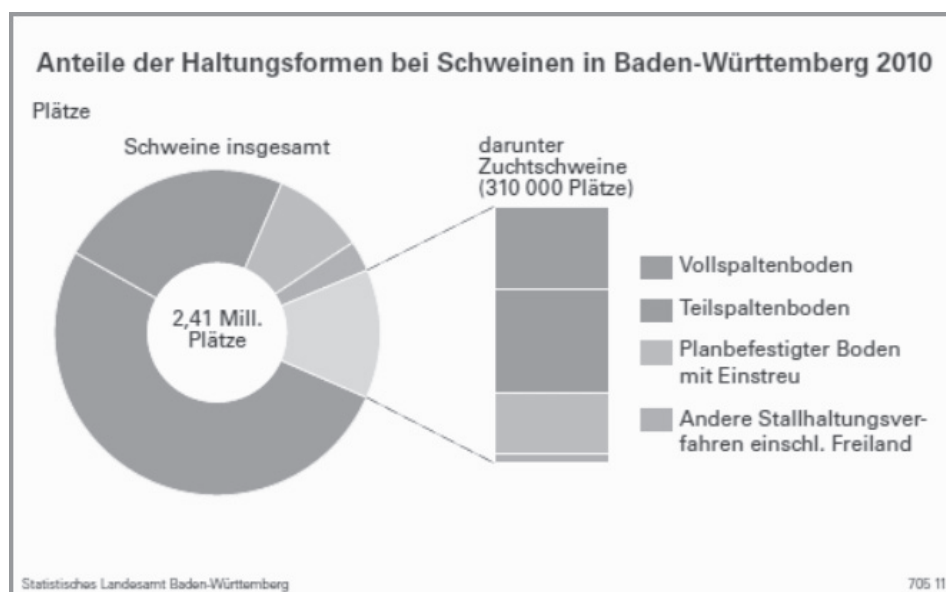 Anteile der Haltungsformen bei Schweinen in Baden-Württemberg 2010
Plätze
Schweine insgesamt
2,41 Mill.
Plätze
darunter
Zuchtschweine
(310 000 Plätze)
Vollspaltenboden
Teilspaltenboden
Planbefestigter Boden
mit Einstreu
Andere Stallhaltungsver-
fahren einschl. Freiland
Statistisches Landesamt Baden-Württemberg
705 11